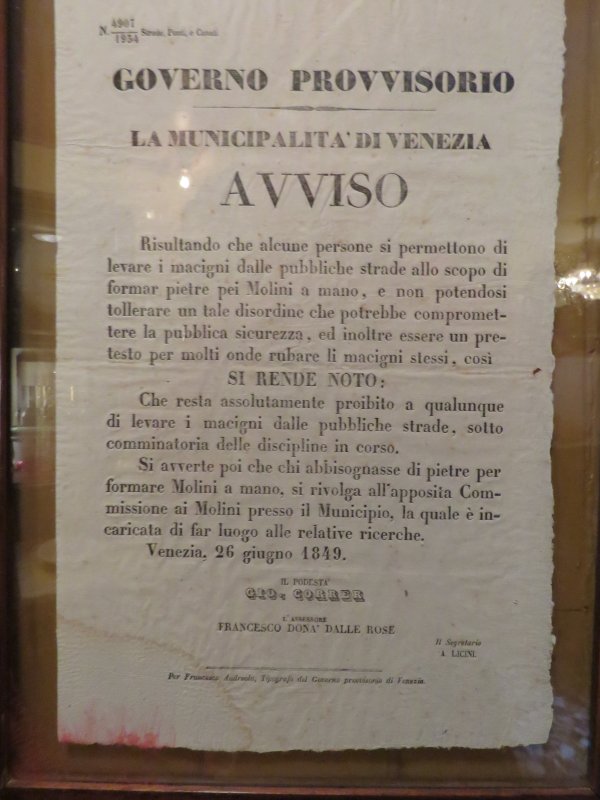 N. 4907/1954 Strade, Ponti, e Canali
GOVERNO PROVVISORIO
LA MUNICIPALITA' DI VENEZIA
AVVISO
Risultando che alcune persone si permettono di
levare i macigni dalle pubbliche strade allo scopo di
formar pietre pei Molini a mano, e non potendosi
tollerare un tale disordine che potrebbe compromet-
tere la pubblica sicurezza, ed inoltre essere un pre-
testo per molti onde rubare li macigni stessi, così
SI RENDE NOTO:
Che resta assolutamente proibito a qualunque
di levare i macigni dalle pubbliche strade, sotto
comminatoria delle discipline in corso.
Si avverte poi che chi abbisognasse di pietre per
formare Molini a mano, si rivolga all'apposita Com-
missione ai Molini presso il Municipio, la quale è in-
caricata di far luogo alle relative ricerche.
Venezia, 26 giugno 1849.
IL PODESTA'
GIO. CORRER
L'ASSESSORE
FRANCESCO DONA' DALLE ROSE
Il Segretario
A. LICINI.
Per Francesco Andreola, Tipografo del Governo provvisorio di Venezia.